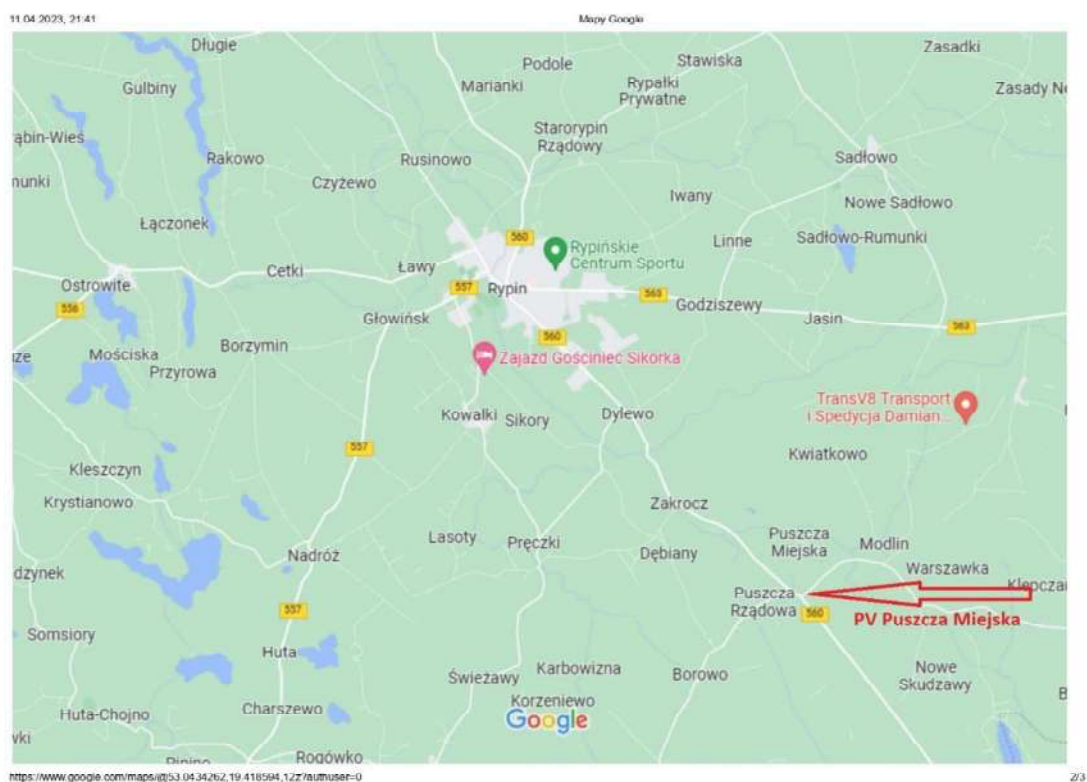 11.04.2023, 21:41
Mapy Google
Długie
Zasadki
Podole
Stawiska
Gulbiny
Marianki
Rypałki
Prywatne
Zasady
Starorypin
Rządowy
Rakowo
Rusinowo
Sadłowo
Czyżewo
Iwany
Nowe Sadłowo
Łączonek
560
Rypińskie
Centrum Sportu
Linne
Sadłowo-Rumunki
Cetki
Ławy
Ostrowite
557
Rypin
563
Godziszewy
556
Głowińsk
Jasin
563
560
Mościska
Borzymin
Przyrowa
Zajazd Gościniec Sikorka
TransV8 Transport
i Spedycja Damian...
Kowalki
Sikory
Dylewo
557
Kwiatkowo
Kleszczyn
Krystianowo
Zakrocz
Lasoty
Pręczki
Puszcza
Miejska
Modlin
Nadróż
Dębiany
Warszawka
Puszcza
Rządowa
560
PV Puszcza Miejska
557
Somsiory
Huta
Świeżawy
Karbowizna
Borowo
Nowe
Skudzawy
Korzeniewo
Huta-Chojno
Charszewo
Google
Rogówko
https://www.google.com/maps/@53.0434262,19.418594,12z?authuser=0
2/3